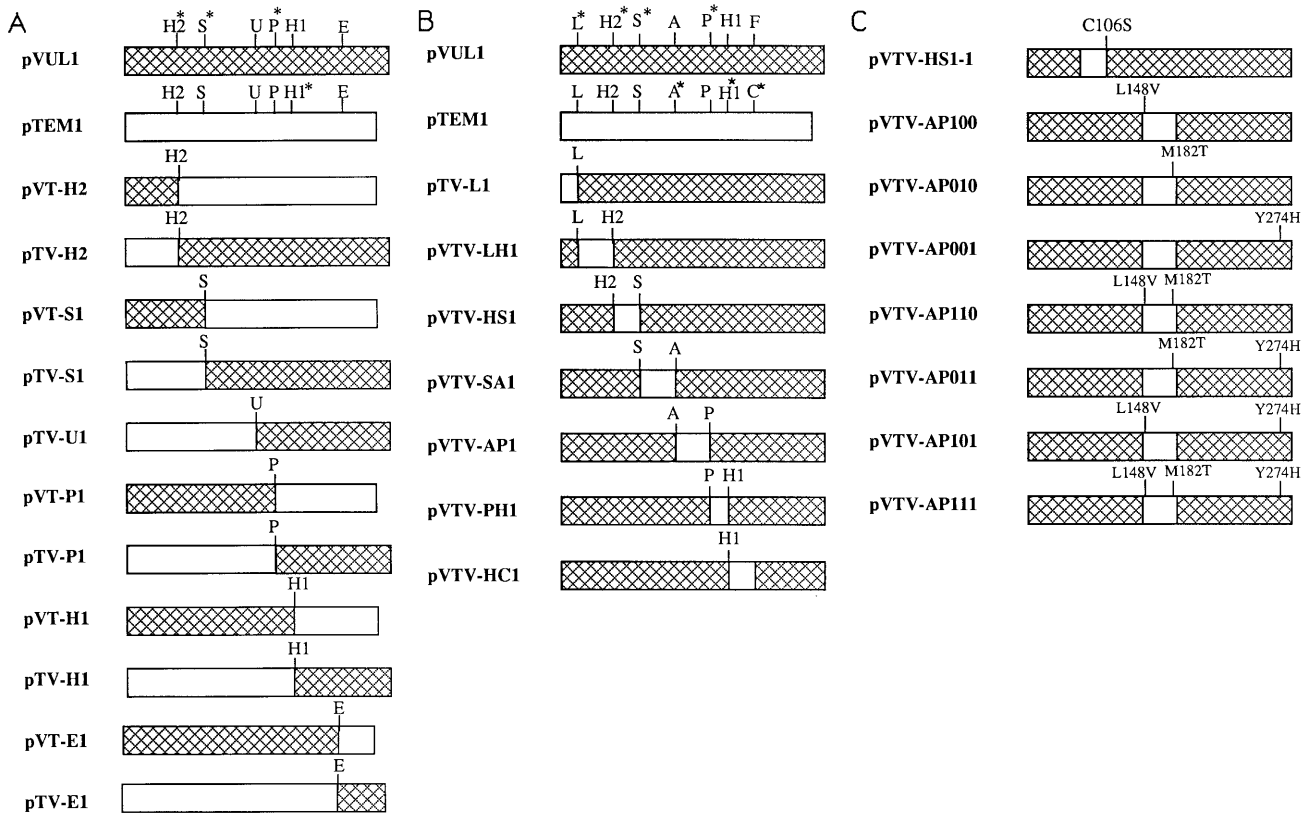 A
H2* S* U P* H1 E
pVUL1
H2 S U P H1* E
pTEM1
H2
pVT-H2
H2
pTV-H2
S
pVT-S1
S
pTV-S1
U
pTV-U1
P
pVT-P1
P
pTV-P1
H1
pVT-H1
H1
pTV-H1
E
pVT-E1
E
pTV-E1
B
L* H2* S* A P* H1 F
pVUL1
L H2 S A* P H1* C*
pTEM1
L
pTV-L1
L H2
pVTV-LH1
H2 S
pVTV-HS1
S A
pVTV-SA1
A P
pVTV-AP1
P H1
pVTV-PH1
H1
pVTV-HC1
C
C106S
pVTV-HS1-1
L148V
pVTV-AP100
M182T
pVTV-AP010
Y274H
pVTV-AP001
L148V M182T
pVTV-AP110
M182T Y274H
pVTV-AP011
L148V Y274H
pVTV-AP101
L148V M182T Y274H
pVTV-AP111